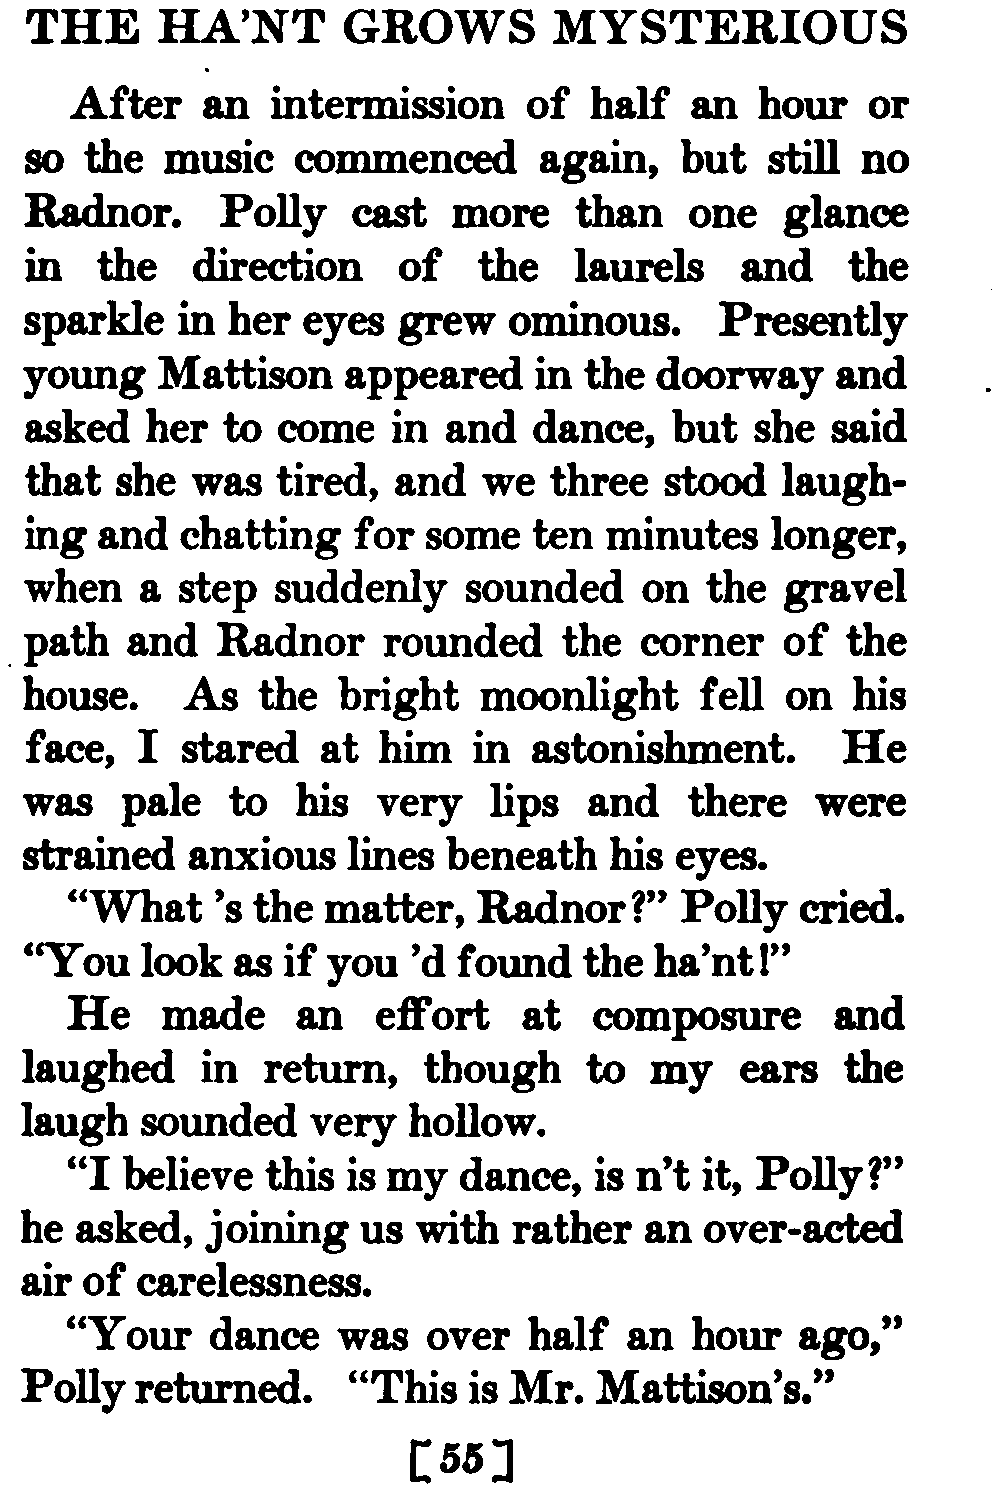 THE HA'NT GROWS MYSTERIOUS
After an intermission of half an hour or
so the music commenced again, but still no
Radnor. Polly cast more than one glance
in the direction of the laurels and the
sparkle in her eyes grew ominous. Presently
young Mattison appeared in the doorway and
asked her to come in and dance, but she said
that she was tired, and we three stood laugh-
ing and chatting for some ten minutes longer,
when a step suddenly sounded on the gravel
path and Radnor rounded the corner of the
house. As the bright moonlight fell on his
face, I stared at him in astonishment. He
was pale to his very lips and there were
strained anxious lines beneath his eyes.
“What 's the matter, Radnor?” Polly cried.
“You look as if you 'd found the ha'nt!”
He made an effort at composure and
laughed in return, though to my ears the
laugh sounded very hollow.
“I believe this is my dance, is n't it, Polly?”
he asked, joining us with rather an over-acted
air of carelessness.
“Your dance was over half an hour ago,”
Polly returned. “This is Mr. Mattison's.”
[55]